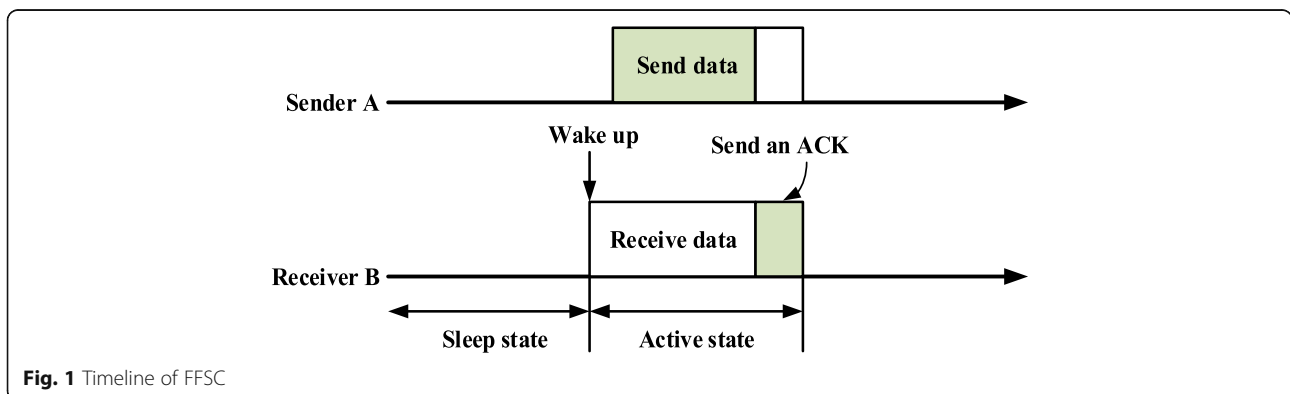 Send data
Sender A
Wake up
Send an ACK
Receive data
Receiver B
Sleep state
Active state
Fig. 1 Timeline of FFSC